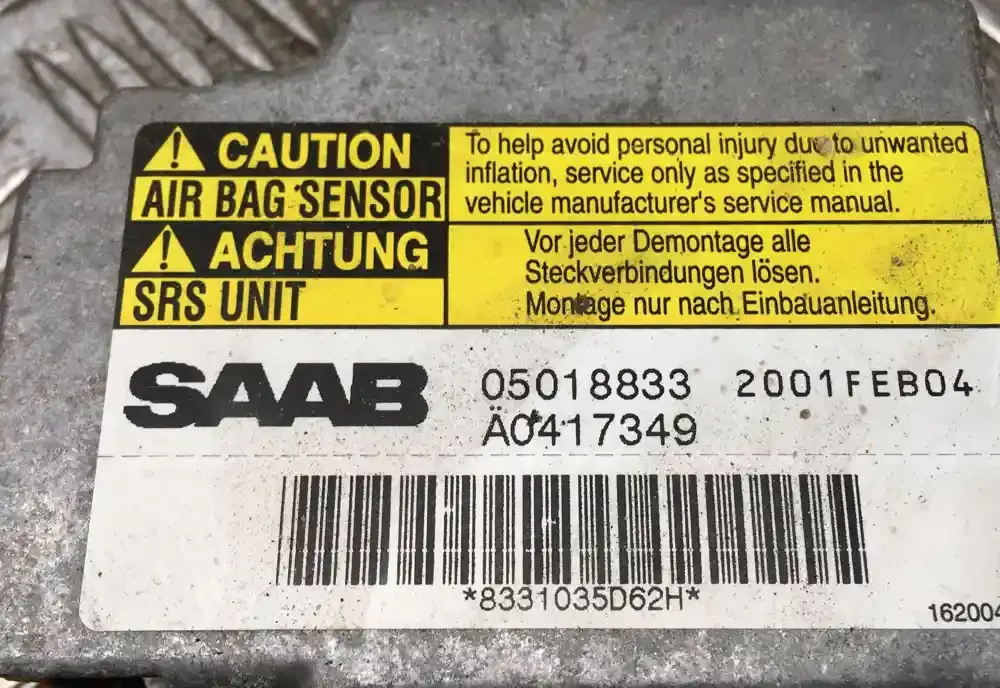 CAUTION
AIR BAG SENSOR
To help avoid personal injury due to unwanted
inflation, service only as specified in the
vehicle manufacturer's service manual.
ACHTUNG
SRS UNIT
Vor jeder Demontage alle
Steckverbindungen lösen.
Montage nur nach Einbauanleitung.
SAAB
05018833 2001FEB04
Ä0417349
*8331035D62H*
162004